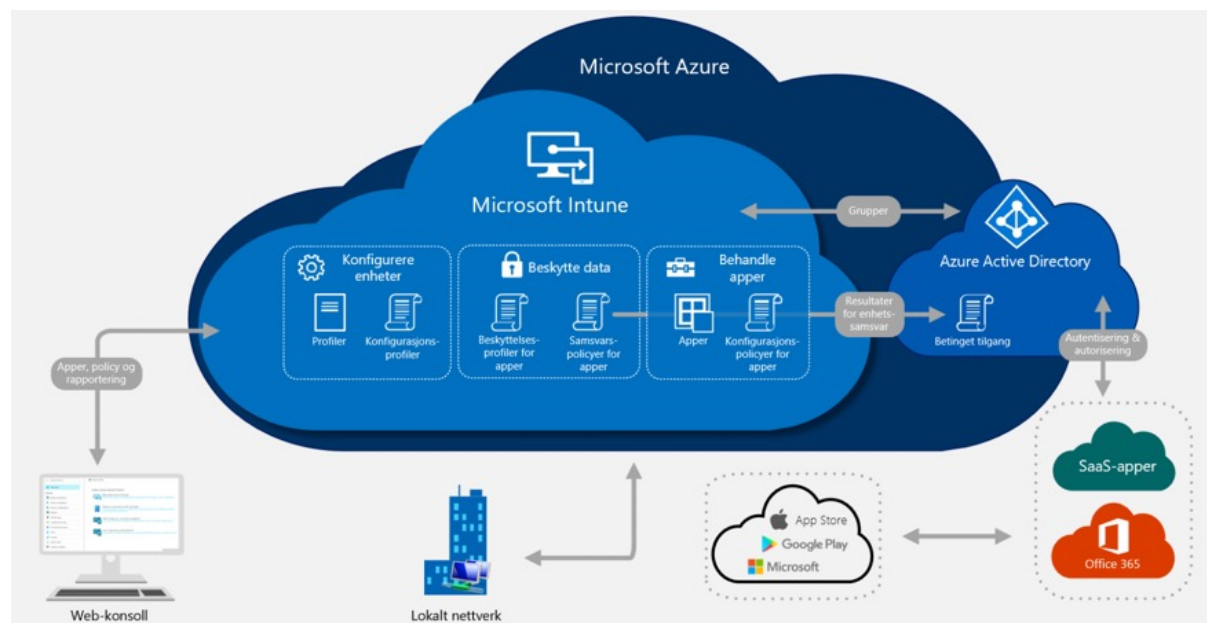 Microsoft Azure
Microsoft Intune
Grupper
Azure Active Directory
Konfigurere
enheter
Beskytte data
Behandle
apper
Profiler
Konfigurasjons-
profiler
Beskyttelses-
profiler for
apper
Samsvars-
policyer for
apper
Apper
Konfigurasjons-
policyer for
apper
Resultater
for enhets-
samsvar
Betinget tilgang
Autentisering &
autorisering
Apper, policy og
rapportering
SaaS-apper
Office 365
App Store
Google Play
Microsoft
Web-konsoll
Lokalt nettverk